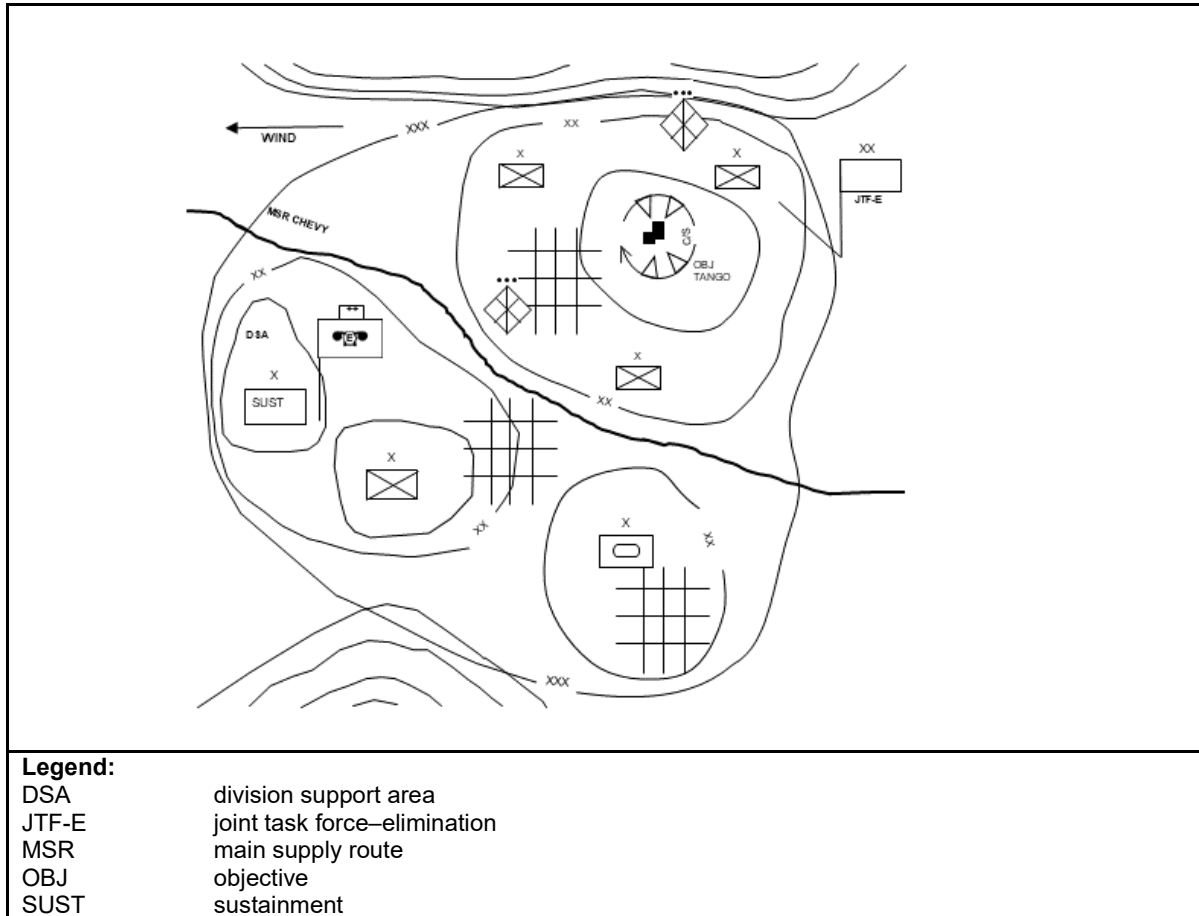 XXX
XX
WIND
X
X
XX
JTF-E
MSR CHEVY
C/S
OBJ
TANGO
XX
DSA
E
X
SUST
X
XX
X
XX
X
XX
XXX
Legend:
DSA division support area
JTF-E joint task force–elimination
MSR main supply route
OBJ objective
SUST sustainment